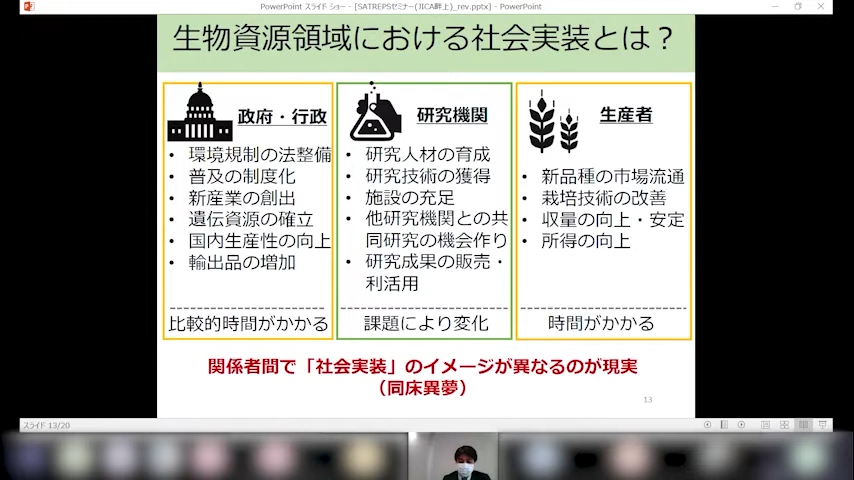 PowerPoint スライド ショー - [SATREPSセミナー(JICA畔上)_rev.pptx] - PowerPoint
生物資源領域における社会実装とは？
政府・行政
• 環境規制の法整備
• 普及の制度化
• 新産業の創出
• 遺伝資源の確立
• 国内生産性の向上
• 輸出品の増加
比較的時間がかかる
研究機関
• 研究人材の育成
• 研究技術の獲得
• 施設の充足
• 他研究機関との共
同研究の機会作り
• 研究成果の販売・
利活用
課題により変化
生産者
• 新品種の市場流通
• 栽培技術の改善
• 収量の向上・安定
• 所得の向上
時間がかかる
関係者間で「社会実装」のイメージが異なるのが現実
（同床異夢）
13
スライド 13/20